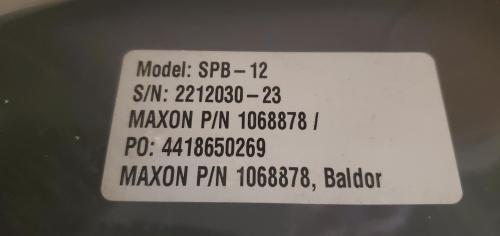 Model: SPB-12
S/N: 2212030-23
MAXON P/N 1068878 /
PO: 4418650269
MAXON P/N 1068878, Baldor